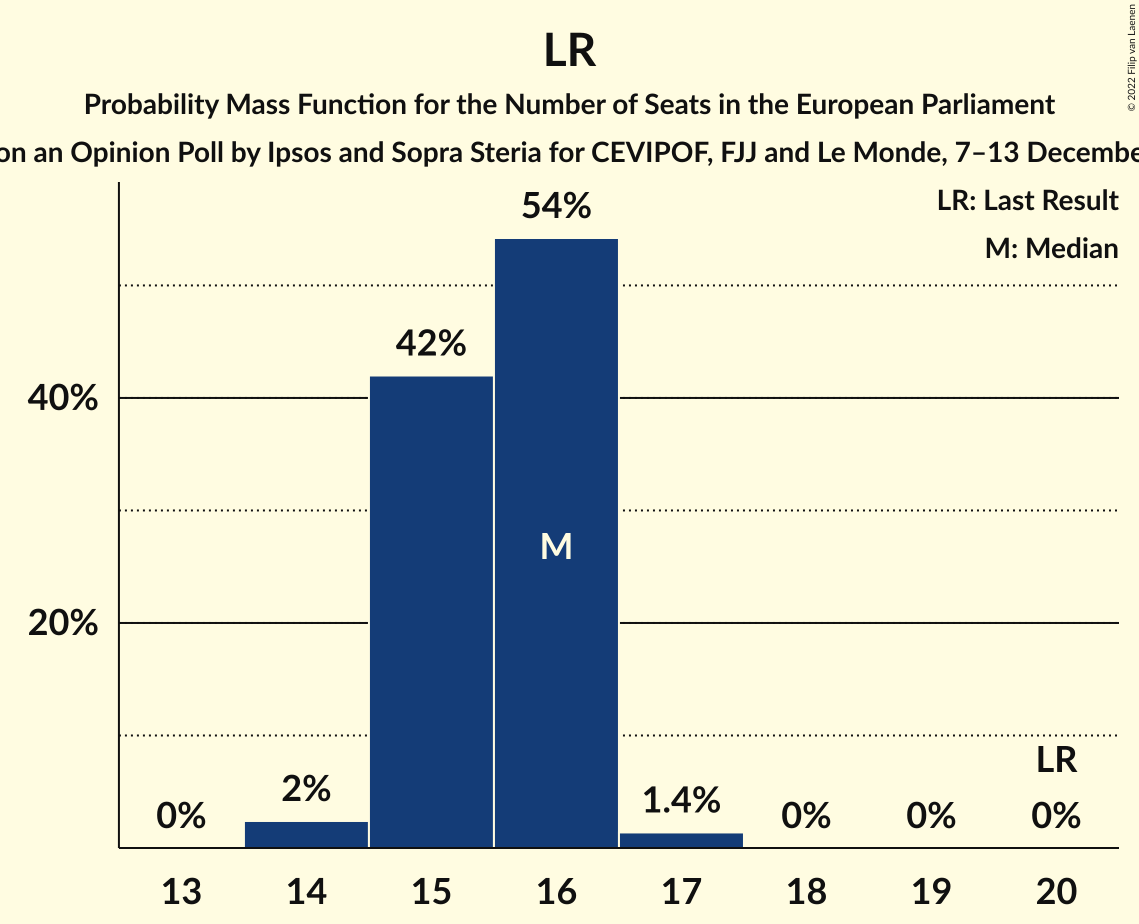 © 2022 Filip van Laenen
LR
Probability Mass Function for the Number of Seats in the European Parliament
on an Opinion Poll by Ipsos and Sopra Steria for CEVIPOF, FJJ and Le Monde, 7–13 Decembe
LR: Last Result
M: Median
54%
42%
40%
M
20%
LR
0% 2% 1.4% 0% 0% 0%
13 14 15 16 17 18 19 20